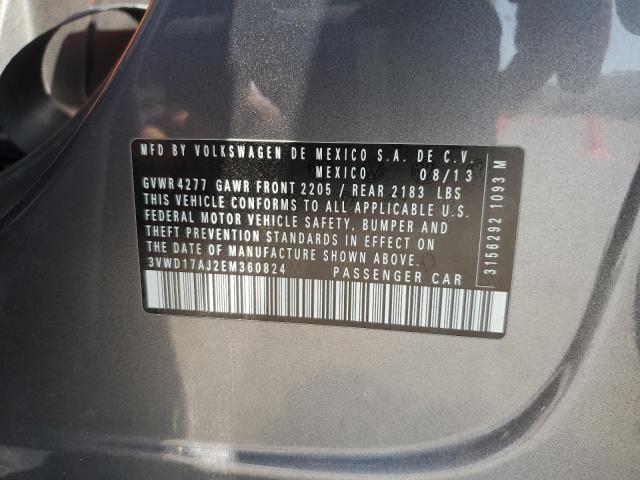 MFD BY VOLKSWAGEN DE MEXICO S.A. DE C.V.
MEXICO 08/13
GVWR 4277 GAWR FRONT 2205 / REAR 2183 LBS
THIS VEHICLE CONFORMS TO ALL APPLICABLE U.S.
FEDERAL MOTOR VEHICLE SAFETY, BUMPER AND
THEFT PREVENTION STANDARDS IN EFFECT ON
THE DATE OF MANUFACTURE SHOWN ABOVE.
3VWD17AJ2EM360824 PASSENGER CAR
3156292 1093 M